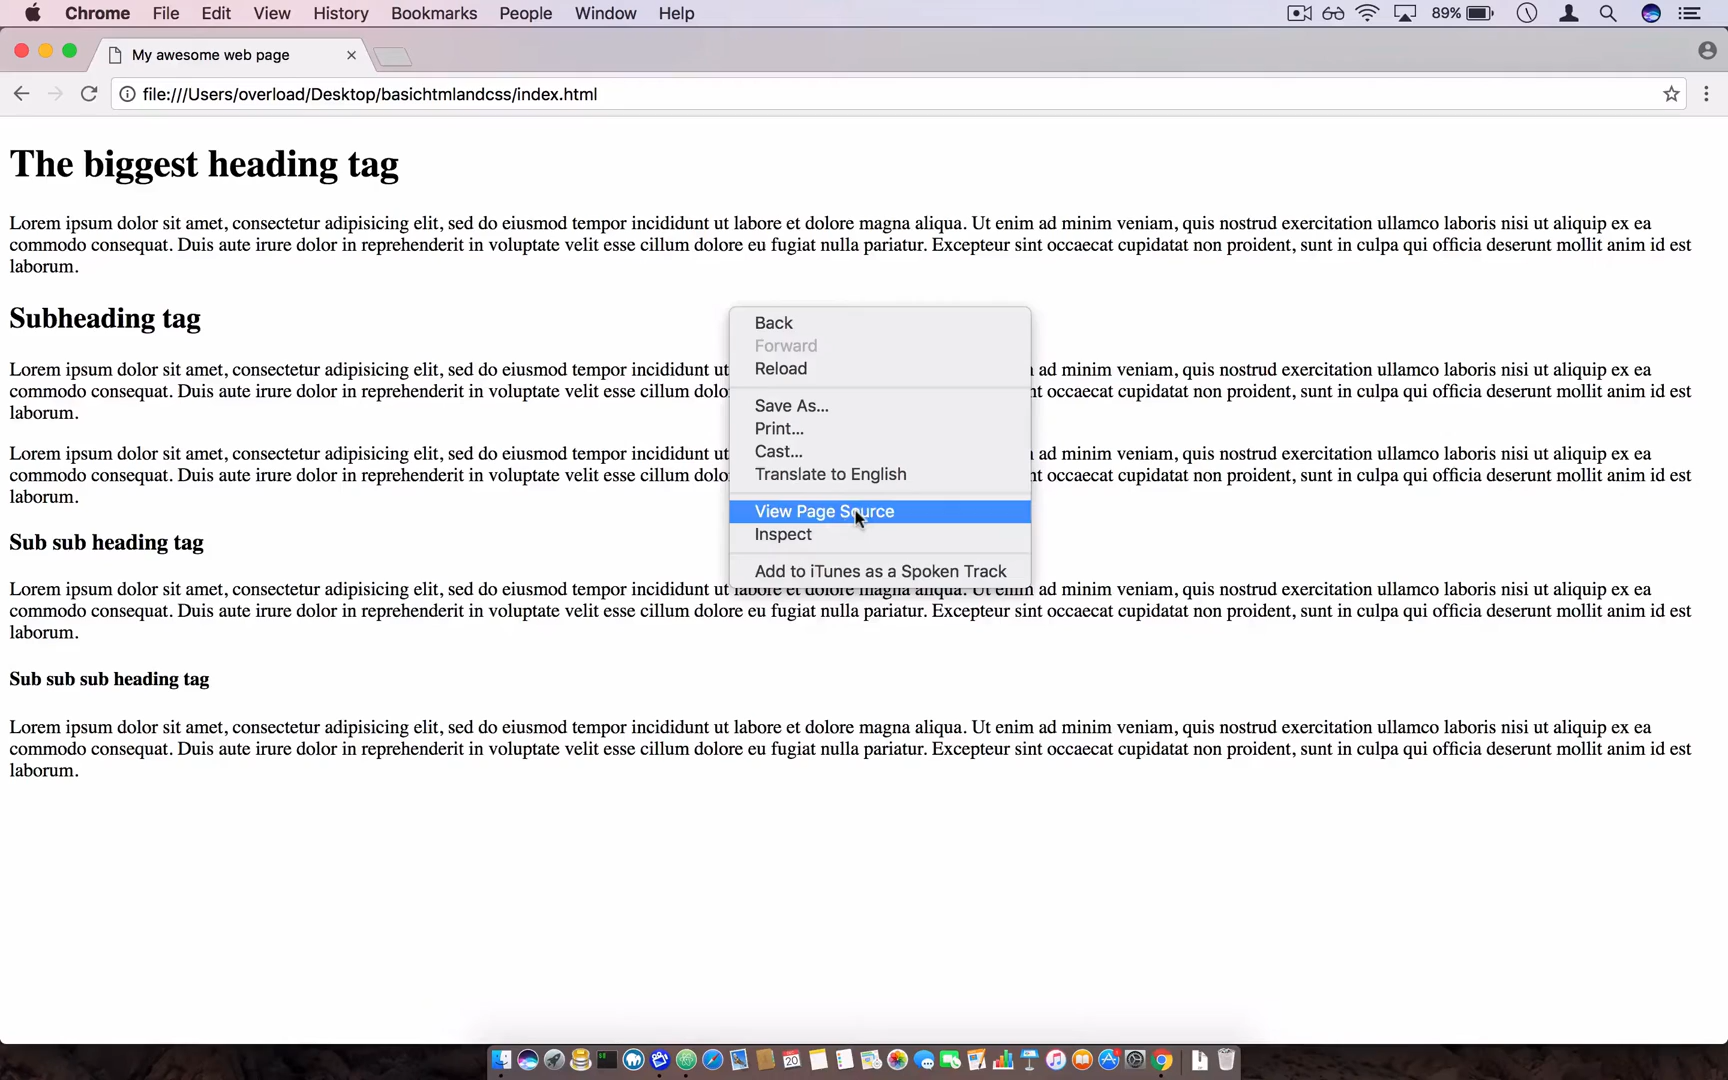 Chrome File Edit View History Bookmarks People Window Help 89%
My awesome web page
file:///Users/overload/Desktop/basichtmlandcss/index.html
The biggest heading tag
Lorem ipsum dolor sit amet, consectetur adipisicing elit, sed do eiusmod tempor incididunt ut labore et dolore magna aliqua. Ut enim ad minim veniam, quis nostrud exercitation ullamco laboris nisi ut aliquip ex ea
commodo consequat. Duis aute irure dolor in reprehenderit in voluptate velit esse cillum dolore eu fugiat nulla pariatur. Excepteur sint occaecat cupidatat non proident, sunt in culpa qui officia deserunt mollit anim id est
laborum.
Subheading tag
Lorem ipsum dolor sit amet, consectetur adipisicing elit, sed do eiusmod tempor incididunt ut ad minim veniam, quis nostrud exercitation ullamco laboris nisi ut aliquip ex ea
commodo consequat. Duis aute irure dolor in reprehenderit in voluptate velit esse cillum dolo nt occaecat cupidatat non proident, sunt in culpa qui officia deserunt mollit anim id est
laborum.
Lorem ipsum dolor sit amet, consectetur adipisicing elit, sed do eiusmod tempor incididunt ut ad minim veniam, quis nostrud exercitation ullamco laboris nisi ut aliquip ex ea
commodo consequat. Duis aute irure dolor in reprehenderit in voluptate velit esse cillum dolo nt occaecat cupidatat non proident, sunt in culpa qui officia deserunt mollit anim id est
laborum.
Sub sub heading tag
Lorem ipsum dolor sit amet, consectetur adipisicing elit, sed do eiusmod tempor incididunt ut labore et dolore magna aliqua. Ut enim ad minim veniam, quis nostrud exercitation ullamco laboris nisi ut aliquip ex ea
commodo consequat. Duis aute irure dolor in reprehenderit in voluptate velit esse cillum dolore eu fugiat nulla pariatur. Excepteur sint occaecat cupidatat non proident, sunt in culpa qui officia deserunt mollit anim id est
laborum.
Sub sub sub heading tag
Lorem ipsum dolor sit amet, consectetur adipisicing elit, sed do eiusmod tempor incididunt ut labore et dolore magna aliqua. Ut enim ad minim veniam, quis nostrud exercitation ullamco laboris nisi ut aliquip ex ea
commodo consequat. Duis aute irure dolor in reprehenderit in voluptate velit esse cillum dolore eu fugiat nulla pariatur. Excepteur sint occaecat cupidatat non proident, sunt in culpa qui officia deserunt mollit anim id est
laborum.
Back
Forward
Reload
Save As...
Print...
Cast...
Translate to English
View Page Source
Inspect
Add to iTunes as a Spoken Track
20